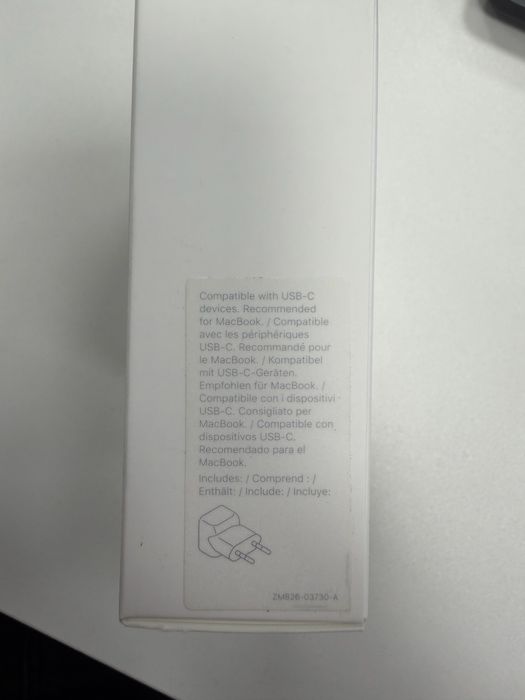 Compatible with USB-C
devices. Recommended
for MacBook. / Compatible
avec les périphériques
USB-C. Recommandé pour
le MacBook. / Kompatibel
mit USB-C-Geräten.
Empfohlen für MacBook. /
Compatibile con i dispositivi
USB-C. Consigliato per
MacBook. / Compatible con
dispositivos USB-C.
Recomendado para el
MacBook.
Includes: / Comprend : /
Enthält: / Include: / Incluye:
ZM826-03730-A